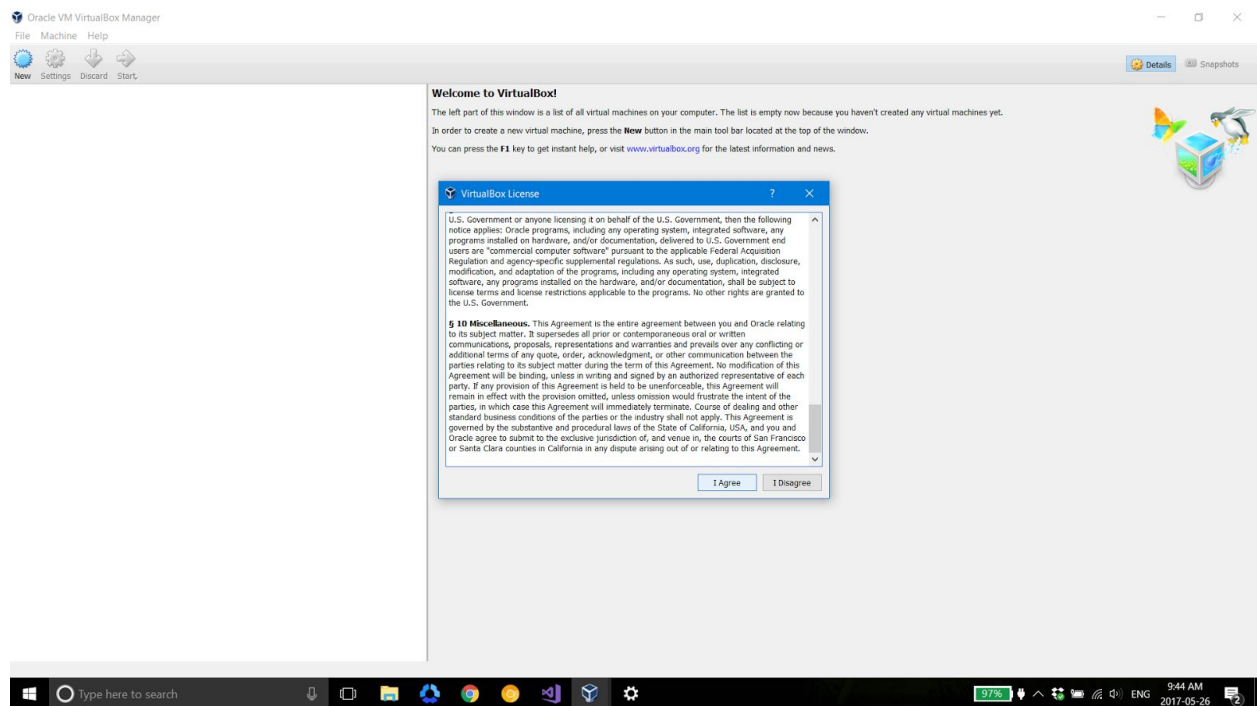 Oracle VM VirtualBox Manager
File Machine Help
New Settings Discard Start
Details Snapshots
Welcome to VirtualBox!
The left part of this window is a list of all virtual machines on your computer. The list is empty now because you haven't created any virtual machines yet.
In order to create a new virtual machine, press the New button in the main tool bar located at the top of the window.
You can press the F1 key to get instant help, or visit www.virtualbox.org for the latest information and news.
VirtualBox License
U.S. Government or anyone licensing it on behalf of the U.S. Government, then the following
notice applies: Oracle programs, including any operating system, integrated software, any
programs installed on hardware, and/or documentation, delivered to U.S. Government end
users are "commercial computer software" pursuant to the applicable Federal Acquisition
Regulation and agency-specific supplemental regulations. As such, use, duplication, disclosure,
modification, and adaptation of the programs, including any operating system, integrated
software, any programs installed on the hardware, and/or documentation, shall be subject to
license terms and license restrictions applicable to the programs. No other rights are granted to
the U.S. Government.
§ 10 Miscellaneous. This Agreement is the entire agreement between you and Oracle relating
to its subject matter. It supersedes all prior or contemporaneous oral or written
communications, proposals, representations and warranties and prevails over any conflicting or
additional terms of any quote, order, acknowledgment, or other communication between the
parties relating to its subject matter during the term of this Agreement. No modification of this
Agreement will be binding, unless in writing and signed by an authorized representative of each
party. If any provision of this Agreement is held to be unenforceable, this Agreement will
remain in effect with the provision omitted, unless omission would frustrate the intent of the
parties, in which case this Agreement will immediately terminate. Course of dealing and other
standard business conditions of the parties or the industry shall not apply. This Agreement is
governed by the substantive and procedural laws of the State of California, USA, and you and
Oracle agree to submit to the exclusive jurisdiction of, and venue in, the courts of San Francisco
or Santa Clara counties in California in any dispute arising out of or relating to this Agreement.
I Agree I Disagree
Type here to search
97% ENG 9:44 AM
2017-05-26 2